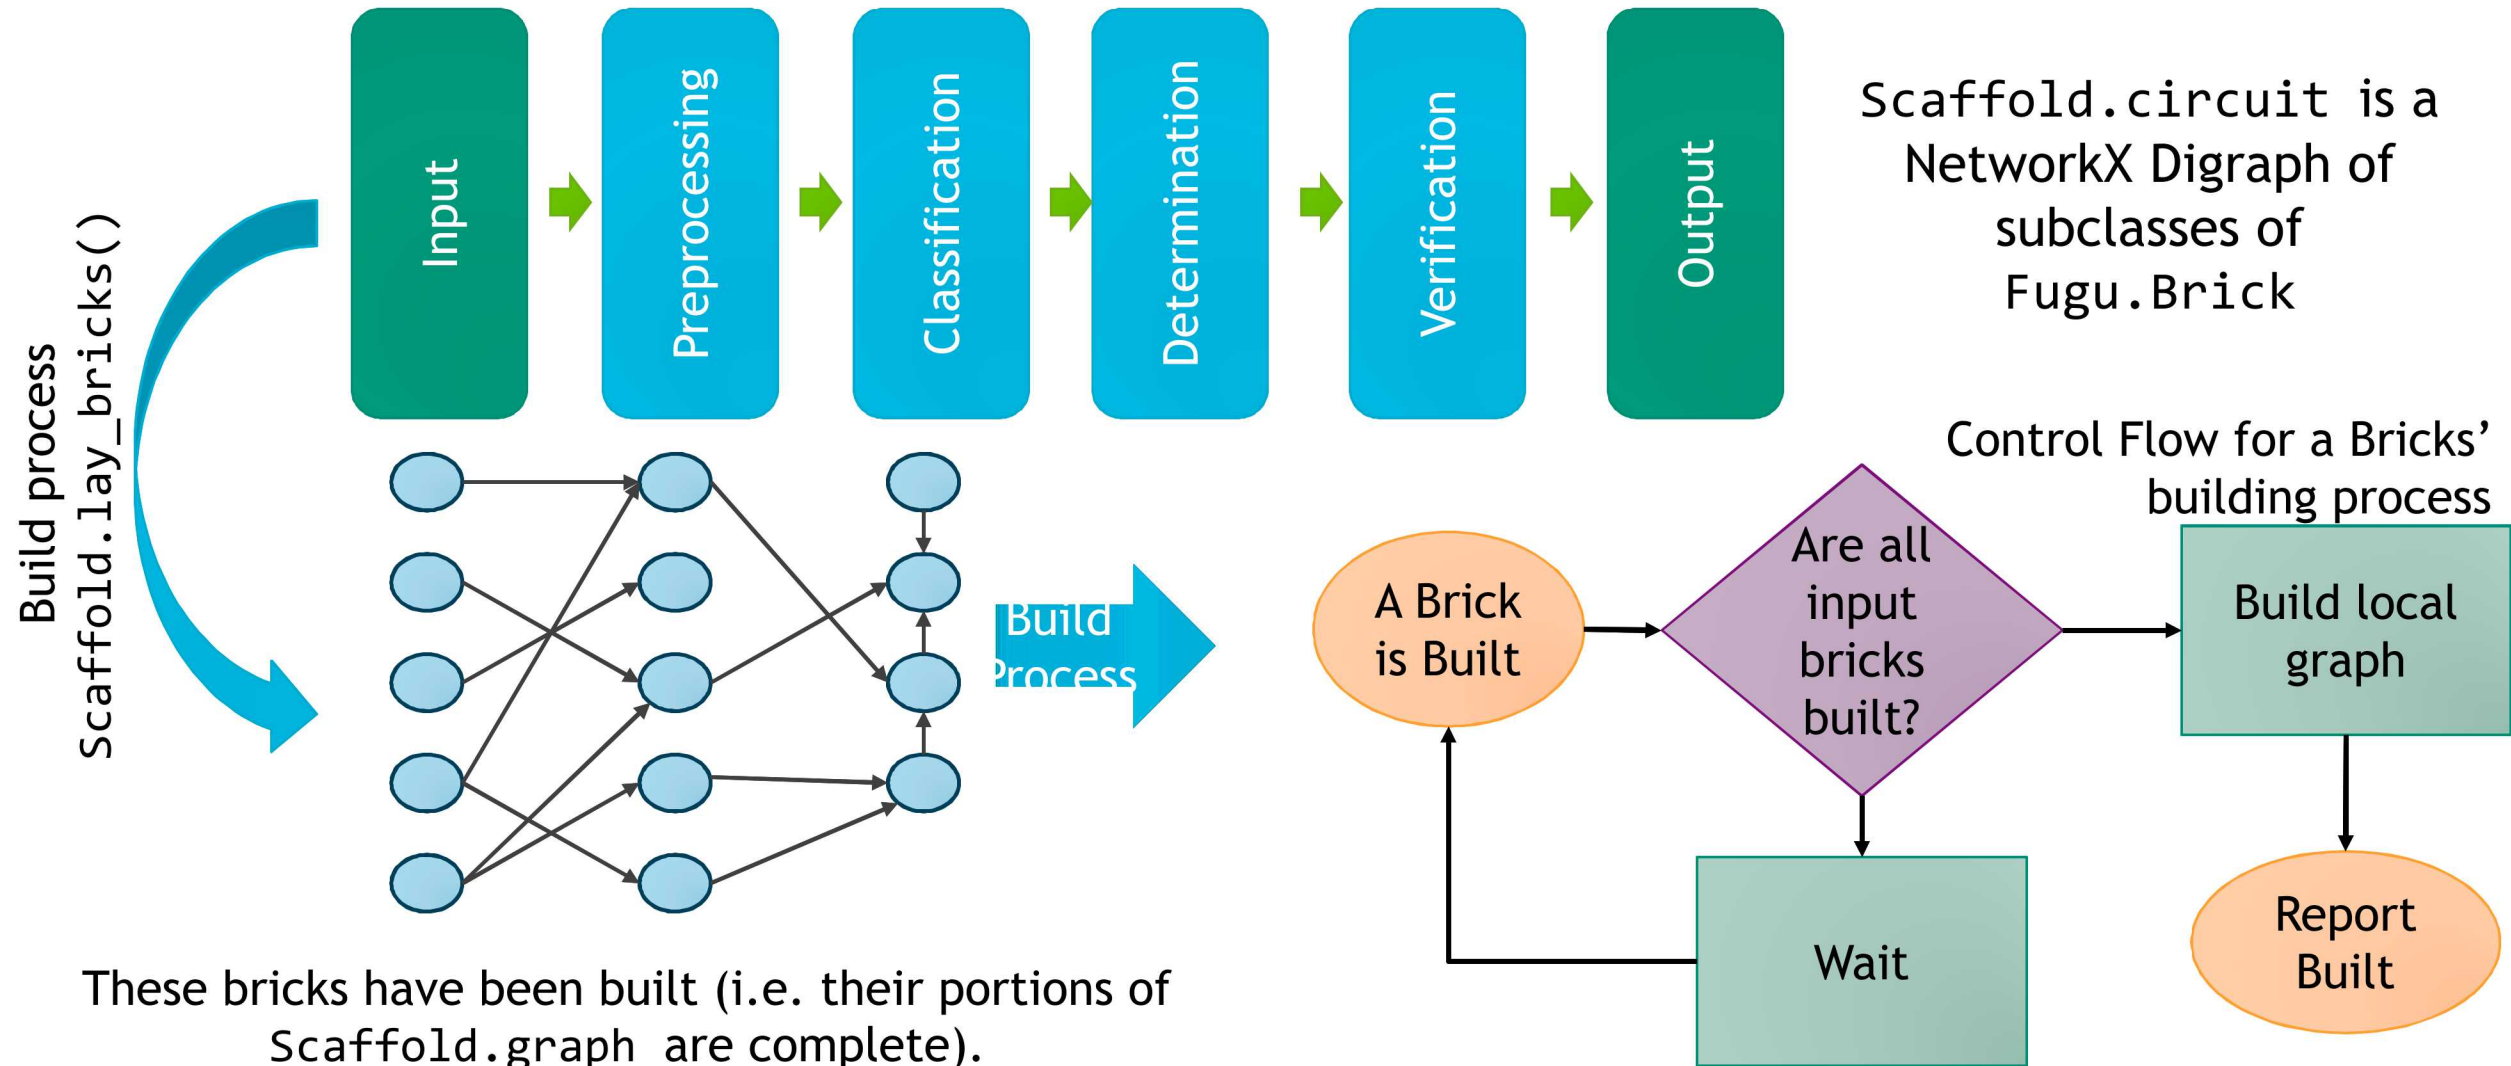 Build process
Scaffold.lay_bricks()
Input
Preprocessing
Classification
Determination
Verification
Output
Scaffold.circuit is a
NetworkX Digraph of
subclasses of
Fugu.Brick
Build
Process
These bricks have been built (i.e. their portions of
Scaffold.graph are complete).
Control Flow for a Bricks’
building process
A Brick
is Built
Are all
input
bricks
built?
Build local
graph
Wait
Report
Built